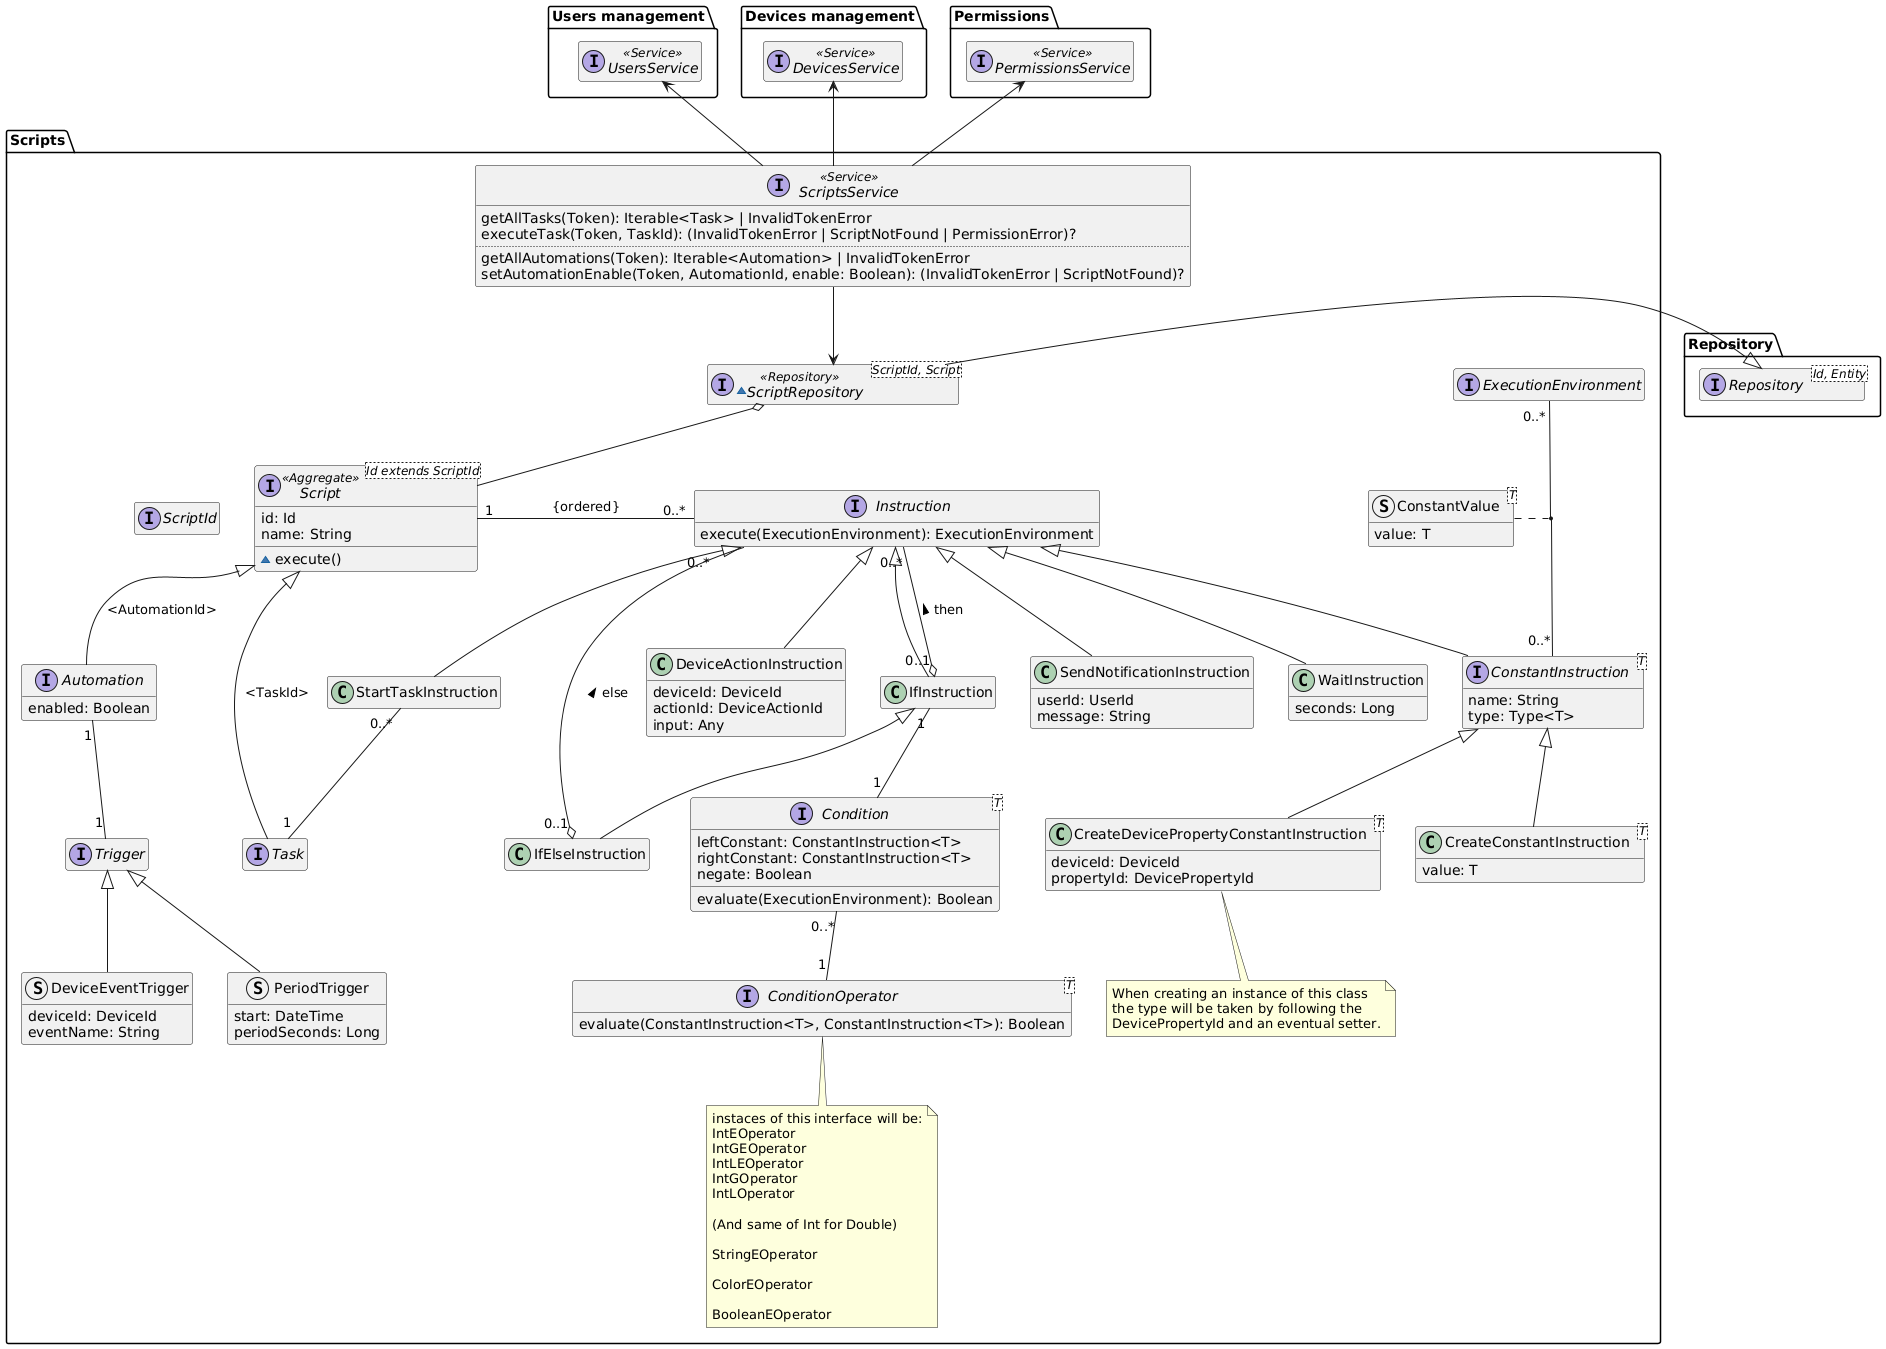 Users management
«Service»
UsersService
Devices management
«Service»
DevicesService
Permissions
«Service»
PermissionsService
Scripts
«Service»
ScriptsService
getAllTasks(Token): Iterable<Task> | InvalidTokenError
executeTask(Token, TaskId): (InvalidTokenError | ScriptNotFound | PermissionError)?
getAllAutomations(Token): Iterable<Automation> | InvalidTokenError
setAutomationEnable(Token, AutomationId, enable: Boolean): (InvalidTokenError | ScriptNotFound)?
Repository
Repository
Id, Entity
«Repository»
ScriptRepository
ScriptId, Script
ExecutionEnvironment
0..*
ScriptId
«Aggregate»
Script
Id extends ScriptId
id: Id
name: String
execute()
1
{ordered}
0..*
Instruction
execute(ExecutionEnvironment): ExecutionEnvironment
ConstantValue
T
value: T
0..*
0..*
0..*
<AutomationId>
<TaskId>
else
then
0..1
Automation
enabled: Boolean
1
StartTaskInstruction
0..*
DeviceActionInstruction
deviceId: DeviceId
actionId: DeviceActionId
input: Any
IfInstruction
1
SendNotificationInstruction
userId: UserId
message: String
WaitInstruction
seconds: Long
ConstantInstruction
T
name: String
type: Type<T>
1
Trigger
1
Task
0..1
IfElseInstruction
1
Condition
T
leftConstant: ConstantInstruction<T>
rightConstant: ConstantInstruction<T>
negate: Boolean
evaluate(ExecutionEnvironment): Boolean
0..*
CreateDevicePropertyConstantInstruction
T
deviceId: DeviceId
propertyId: DevicePropertyId
CreateConstantInstruction
T
value: T
DeviceEventTrigger
deviceId: DeviceId
eventName: String
PeriodTrigger
start: DateTime
periodSeconds: Long
1
ConditionOperator
T
evaluate(ConstantInstruction<T>, ConstantInstruction<T>): Boolean
When creating an instance of this class
the type will be taken by following the
DevicePropertyId and an eventual setter.
instaces of this interface will be:
IntEOperator
IntGEOperator
IntLEOperator
IntGOperator
IntLOperator
(And same of Int for Double)
StringEOperator
ColorEOperator
BooleanEOperator